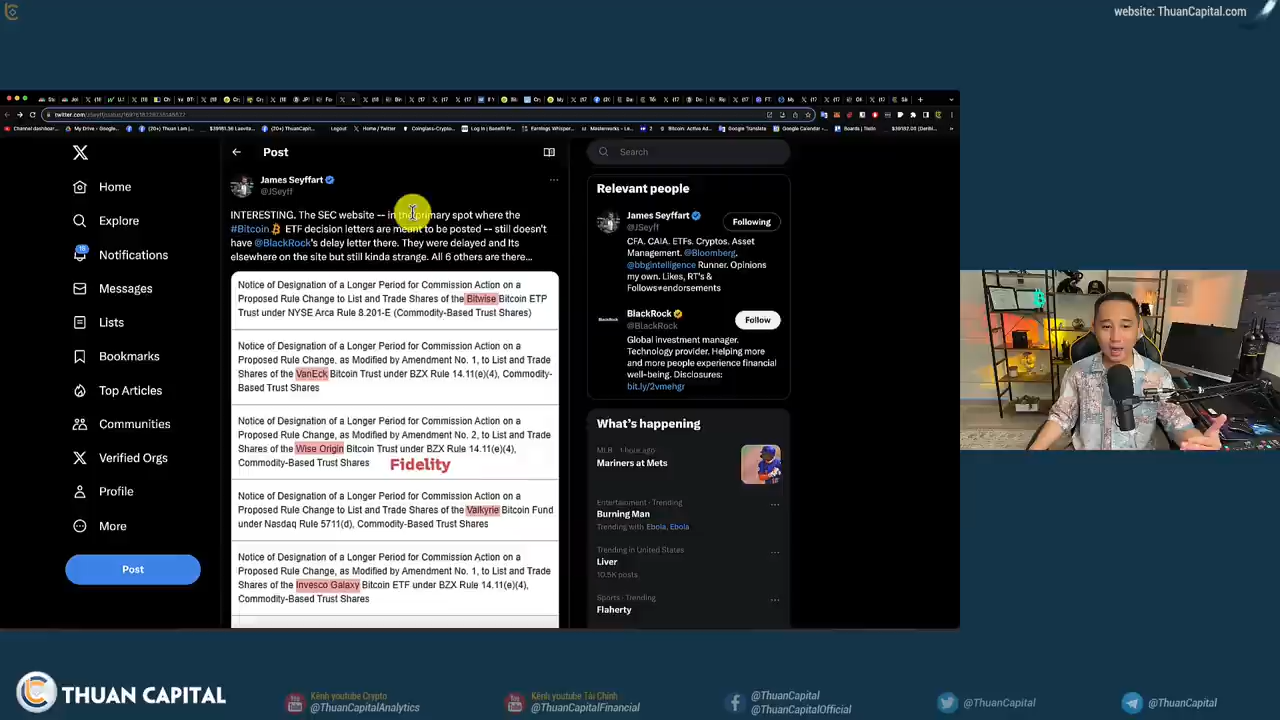 website: ThuanCapital.com
Post
Search
James Seyffart
@JSeyff
INTERESTING. The SEC website -- in the primary spot where the
#Bitcoin ETF decision letters are meant to be posted -- still doesn't
have @BlackRock's delay letter there. They were delayed and Its
elsewhere on the site but still kinda strange. All 6 others are there...
Notice of Designation of a Longer Period for Commission Action on a
Proposed Rule Change to List and Trade Shares of the Bitwise Bitcoin ETP
Trust under NYSE Arca Rule 8.201-E (Commodity-Based Trust Shares)
Notice of Designation of a Longer Period for Commission Action on a
Proposed Rule Change, as Modified by Amendment No. 1, to List and Trade
Shares of the VanEck Bitcoin Trust under BZX Rule 14.11(e)(4), Commodity-
Based Trust Shares
Notice of Designation of a Longer Period for Commission Action on a
Proposed Rule Change, as Modified by Amendment No. 2, to List and Trade
Shares of the Wise Origin Bitcoin Trust under BZX Rule 14.11(e)(4),
Commodity-Based Trust Shares
Fidelity
Notice of Designation of a Longer Period for Commission Action on a
Proposed Rule Change to List and Trade Shares of the Valkyrie Bitcoin Fund
under Nasdaq Rule 5711(d), Commodity-Based Trust Shares
Notice of Designation of a Longer Period for Commission Action on a
Proposed Rule Change, as Modified by Amendment No. 1, to List and Trade
Shares of the Invesco Galaxy Bitcoin ETF under BZX Rule 14.11(e)(4),
Commodity-Based Trust Shares
Home
Explore
Notifications
Messages
Lists
Bookmarks
Top Articles
Communities
Verified Orgs
Profile
More
Post
Relevant people
James Seyffart
@JSeyff
Following
CFA. CAIA. ETFs. Cryptos. Asset
Management. @Bloomberg.
@bbgintelligence Runner. Opinions
my own. Likes, RT's &
Follows≠endorsements
BlackRock
@BLackRock
Follow
Global investment manager.
Technology provider. Helping more
and more people experience financial
well-being. Disclosures:
bit.ly/2vmehgr
What's happening
MLB · 1 hour ago
Mariners at Mets
Entertainment · Trending
Burning Man
Trending with Ebola, Ebola
Trending in United States
Liver
10.5K posts
Sports · Trending
Flaherty
THUAN CAPITAL
Kênh youtube Crypto
@ThuanCapitalAnalytics
Kênh youtube Tài Chính
@ThuanCapitalFinancial
@ThuanCapital
@ThuanCapitalOfficial
@ThuanCapital
@ThuanCapital